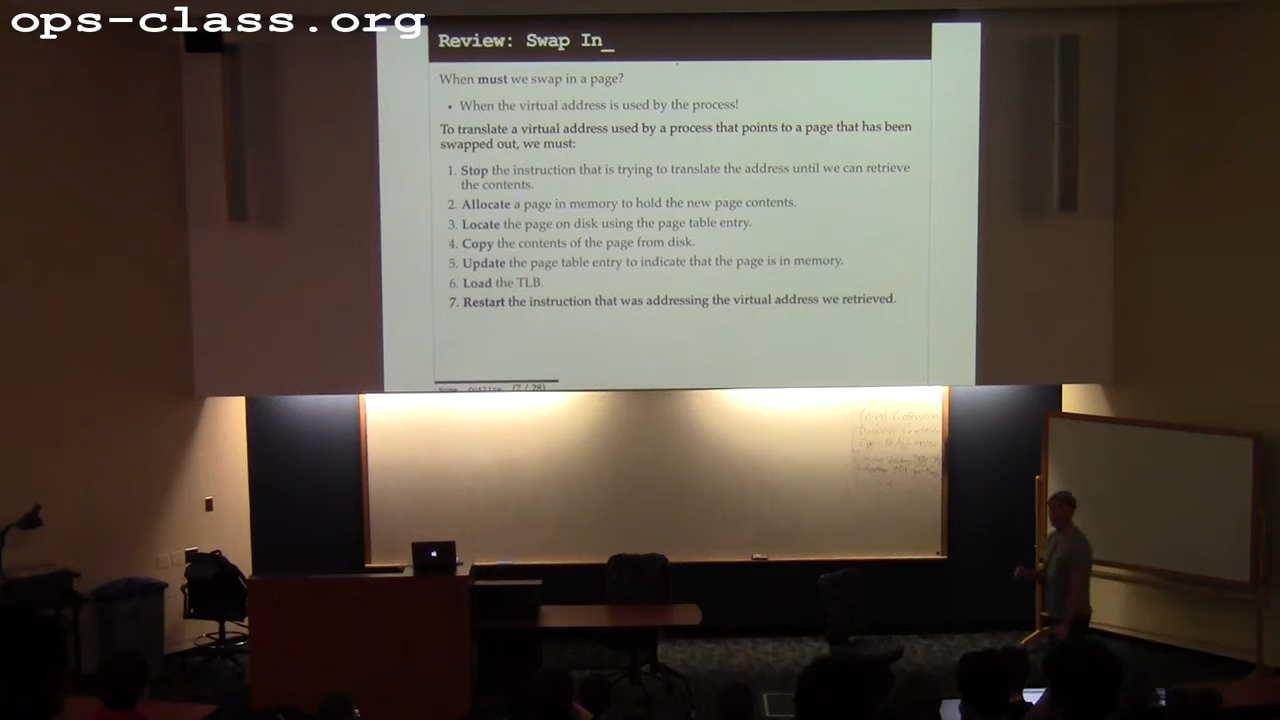 ops-class.org
Review: Swap In_
When must we swap in a page?
• When the virtual address is used by the process!
To translate a virtual address used by a process that points to a page that has been
swapped out, we must:
1. Stop the instruction that is trying to translate the address until we can retrieve
the contents.
2. Allocate a page in memory to hold the new page contents.
3. Locate the page on disk using the page table entry.
4. Copy the contents of the page from disk.
5. Update the page table entry to indicate that the page is in memory.
6. Load the TLB.
7. Restart the instruction that was addressing the virtual address we retrieved.
(7 / 28)